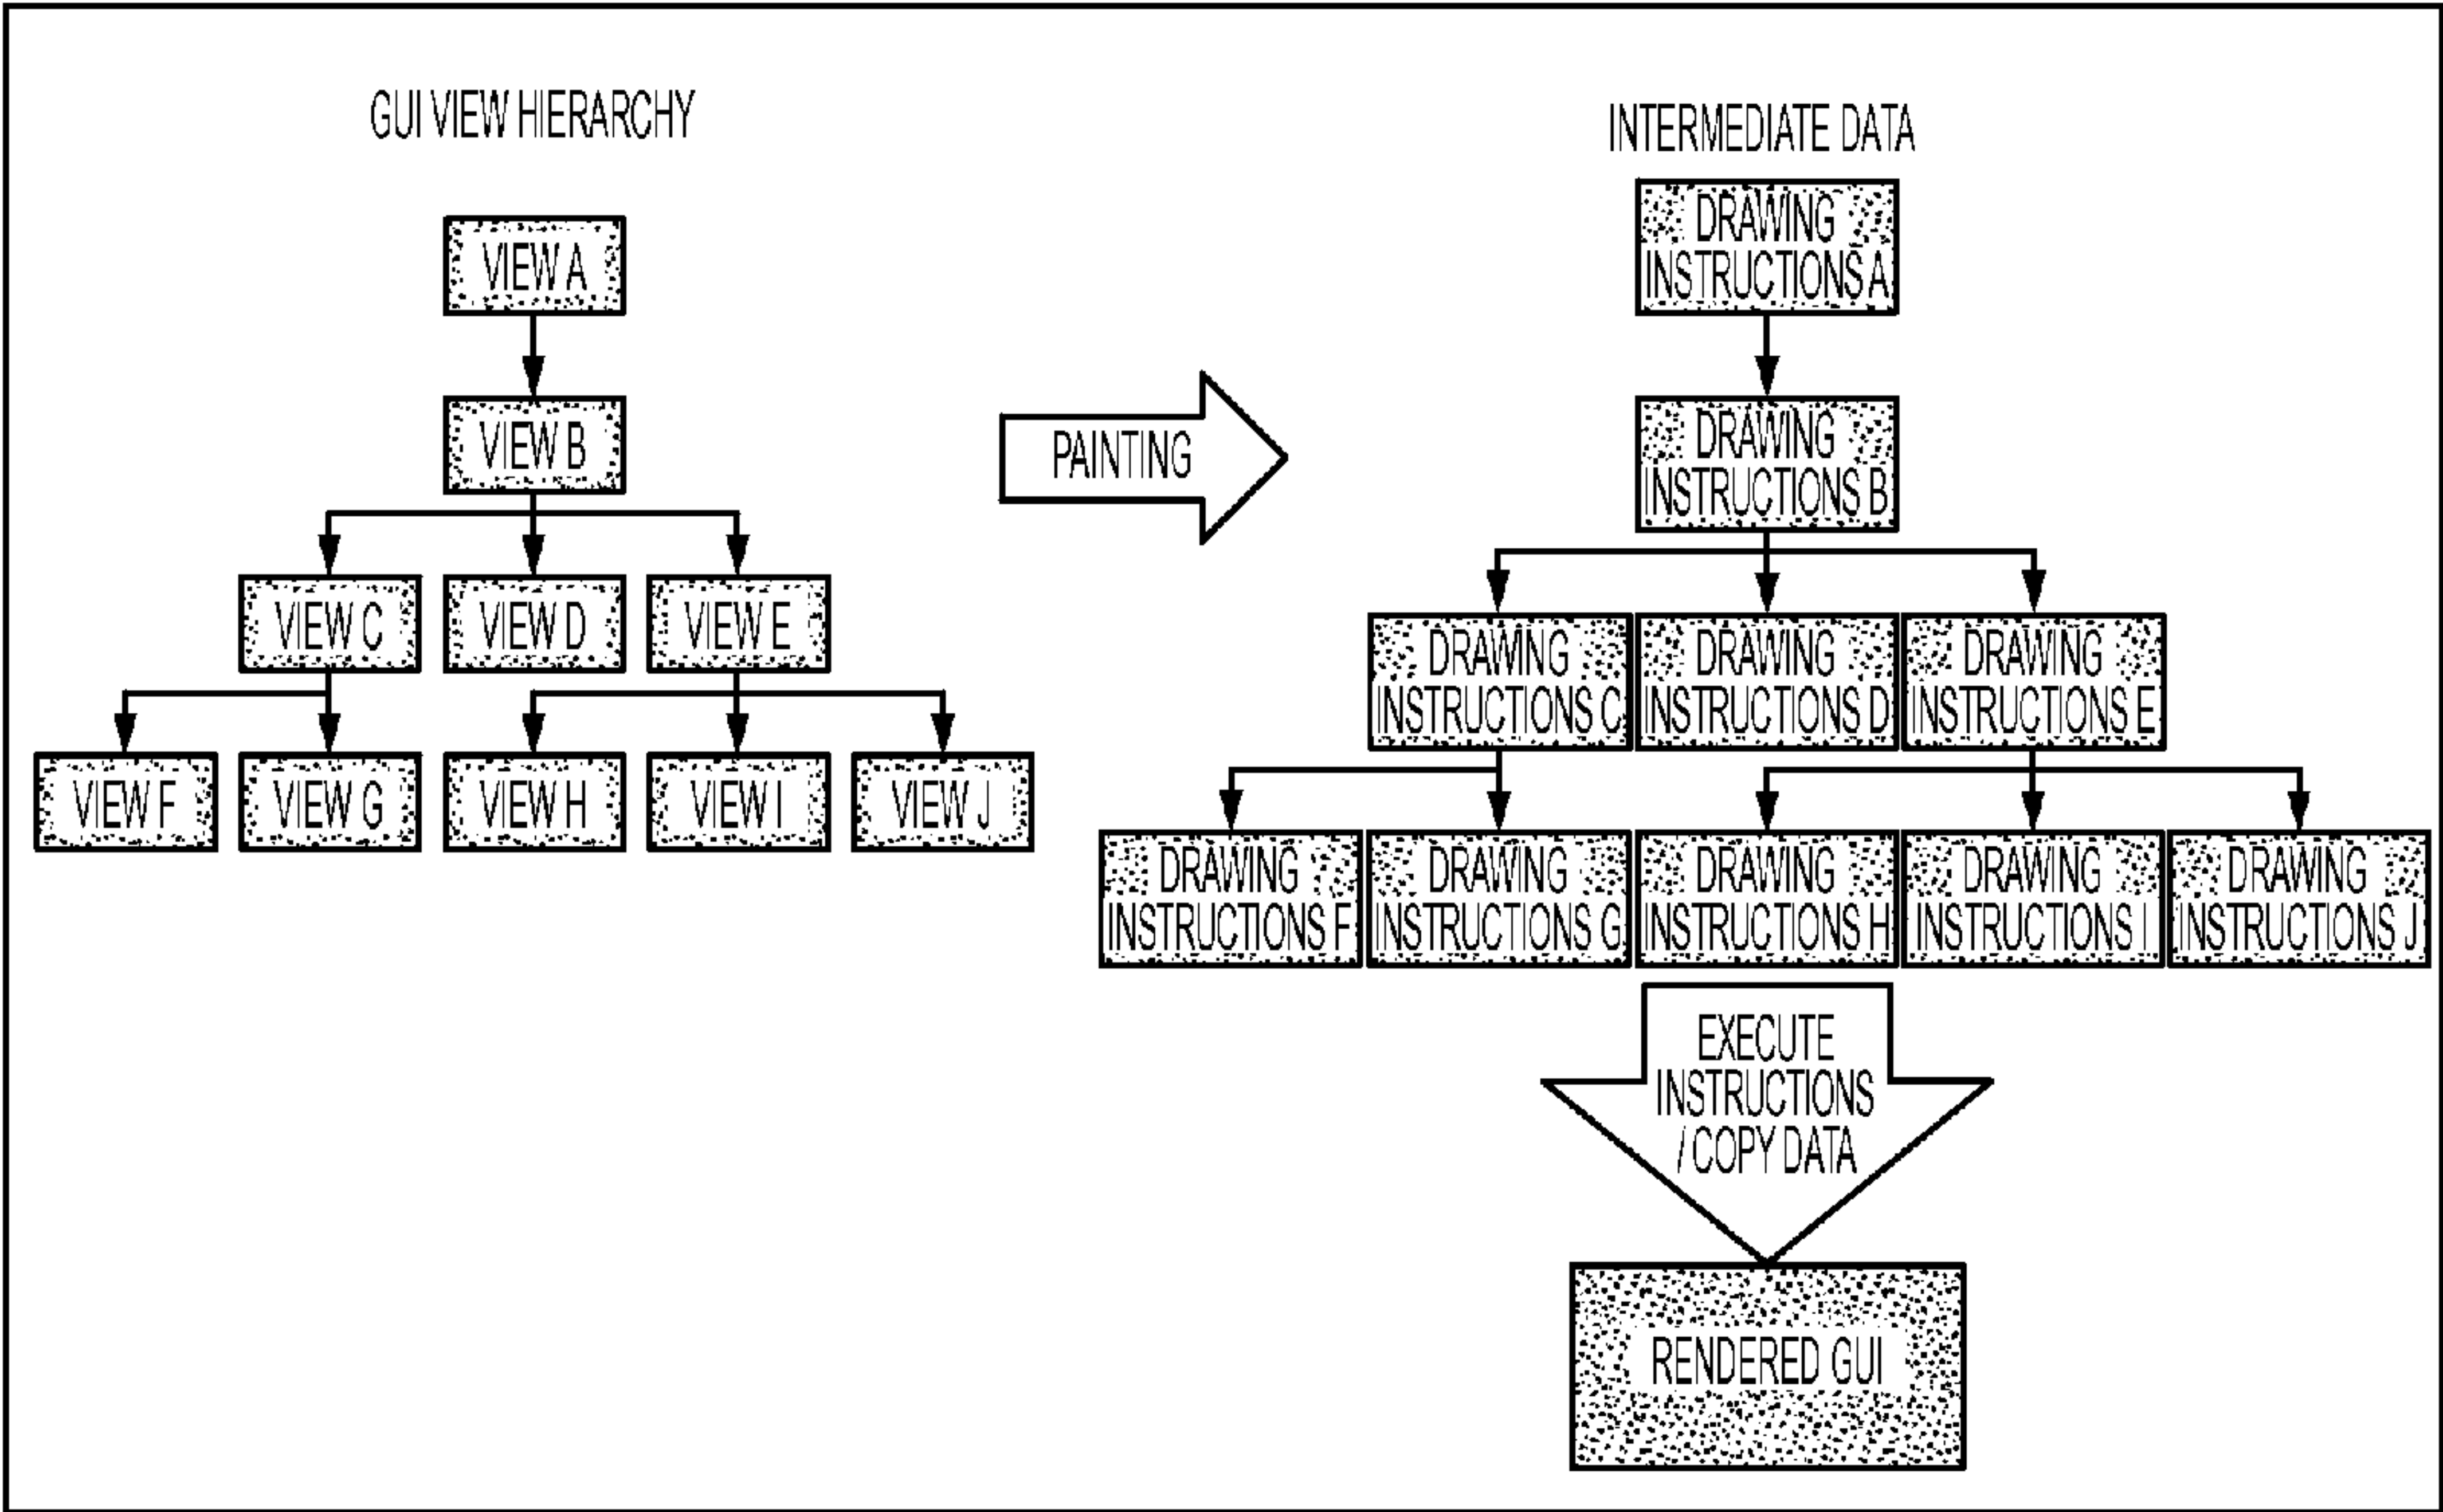 GUI VIEW HIERARCHY
VIEW A
VIEW B
VIEW C
VIEW D
VIEW E
VIEW F
VIEW G
VIEW H
VIEW I
VIEW J
PAINTING
INTERMEDIATE DATA
DRAWING
INSTRUCTIONS A
DRAWING
INSTRUCTIONS B
DRAWING
INSTRUCTIONS C
DRAWING
INSTRUCTIONS D
DRAWING
INSTRUCTIONS E
DRAWING
INSTRUCTIONS F
DRAWING
INSTRUCTIONS G
DRAWING
INSTRUCTIONS H
DRAWING
INSTRUCTIONS I
DRAWING
INSTRUCTIONS J
EXECUTE
INSTRUCTIONS
/ COPY DATA
RENDERED GUI